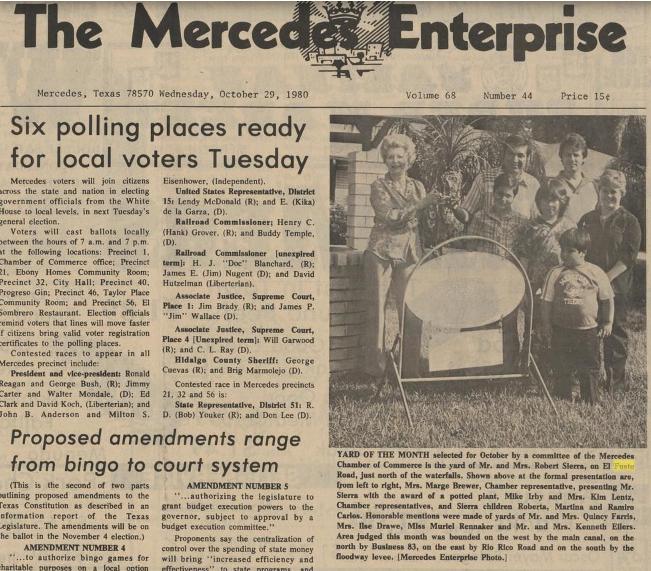 The Mercedes Enterprise
Mercedes, Texas 78570 Wednesday, October 29, 1980 Volume 68 Number 44 Price 15¢
Six polling places ready
for local voters Tuesday
Mercedes voters will join citizens
across the state and nation in electing
government officials from the White
House to local levels, in next Tuesday's
general election.
Voters will cast ballots locally
between the hours of 7 a.m. and 7 p.m.
at the following locations: Precinct 1,
Chamber of Commerce office; Precinct
21, Ebony Homes Community Room;
Precinct 32, City Hall; Precinct 40,
Progreso Gin; Precinct 46, Taylor Place
Community Room; and Precinct 56, El
Sombrero Restaurant. Election officials
remind voters that lines will move faster
if citizens bring valid voter registration
certificates to the polling places.
Contested races to appear in all
Mercedes precinct include:
President and vice-president: Ronald
Reagan and George Bush, (R); Jimmy
Carter and Walter Mondale, (D); Ed
Clark and David Koch, (Liberterian); and
John B. Anderson and Milton S.
Eisenhower, (Independent).
United States Representative, District
15: Lendy McDonald (R); and E. (Kika)
de la Garza, (D).
Railroad Commissioner; Henry C.
(Hank) Grover, (R); and Buddy Temple,
(D).
Railroad Commissioner [unexpired
term]: H. J. "Doc" Blanchard, (R);
James E. (Jim) Nugent (D); and David
Hutzelman (Liberterian).
Associate Justice, Supreme Court,
Place 1: Jim Brady (R); and James P.
"Jim" Wallace (D).
Associate Justice, Supreme Court,
Place 4 [Unexpired term]: Will Garwood
(R); and C. L. Ray (D).
Hidalgo County Sheriff: George
Cuevas (R); and Brig Marmolejo (D).
Contested race in Mercedes precincts
21, 32 and 56 is:
State Representative, District 51: R.
D. (Bob) Youker (R); and Don Lee (D).
Proposed amendments range
from bingo to court system
(This is the second of two parts
outlining proposed amendments to the
Texas Constitution as described in an
information report of the Texas
Legislature. The amendments will be on
the ballot in the November 4 election.)
AMENDMENT NUMBER 4
"...to authorize bingo games for
charitable purposes on a local option
AMENDMENT NUMBER 5
"...authorizing the legislature to
grant budget execution powers to the
governor, subject to approval by a
budget execution committee."
Proponents say the centralization of
control over the spending of state money
will bring "increased efficiency and
effectiveness" to state programs, and
YARD OF THE MONTH selected for October by a committee of the Mercedes
Chamber of Commerce is the yard of Mr. and Mrs. Robert Sierra, on El Fuste
Road, just north of the waterfalls. Shown above at the formal presentation are,
from left to right, Mrs. Marge Brewer, Chamber representative, presenting Mr.
Sierra with the award of a potted plant, Mike Irby and Mrs. Kim Lentz,
Chamber representatives, and Sierra children Roberta, Martina and Ramiro
Carlos. Honorable mentions were made of yards of Mr. and Mrs. Quincy Farris,
Mrs. Ilse Drawe, Miss Muriel Rennaker and Mr. and Mrs. Kenneth Eilers.
Area judged this month was bounded on the west by the main canal, on the
north by Business 83, on the east by Rio Rico Road and on the south by the
floodway levee. [Mercedes Enterprise Photo.]